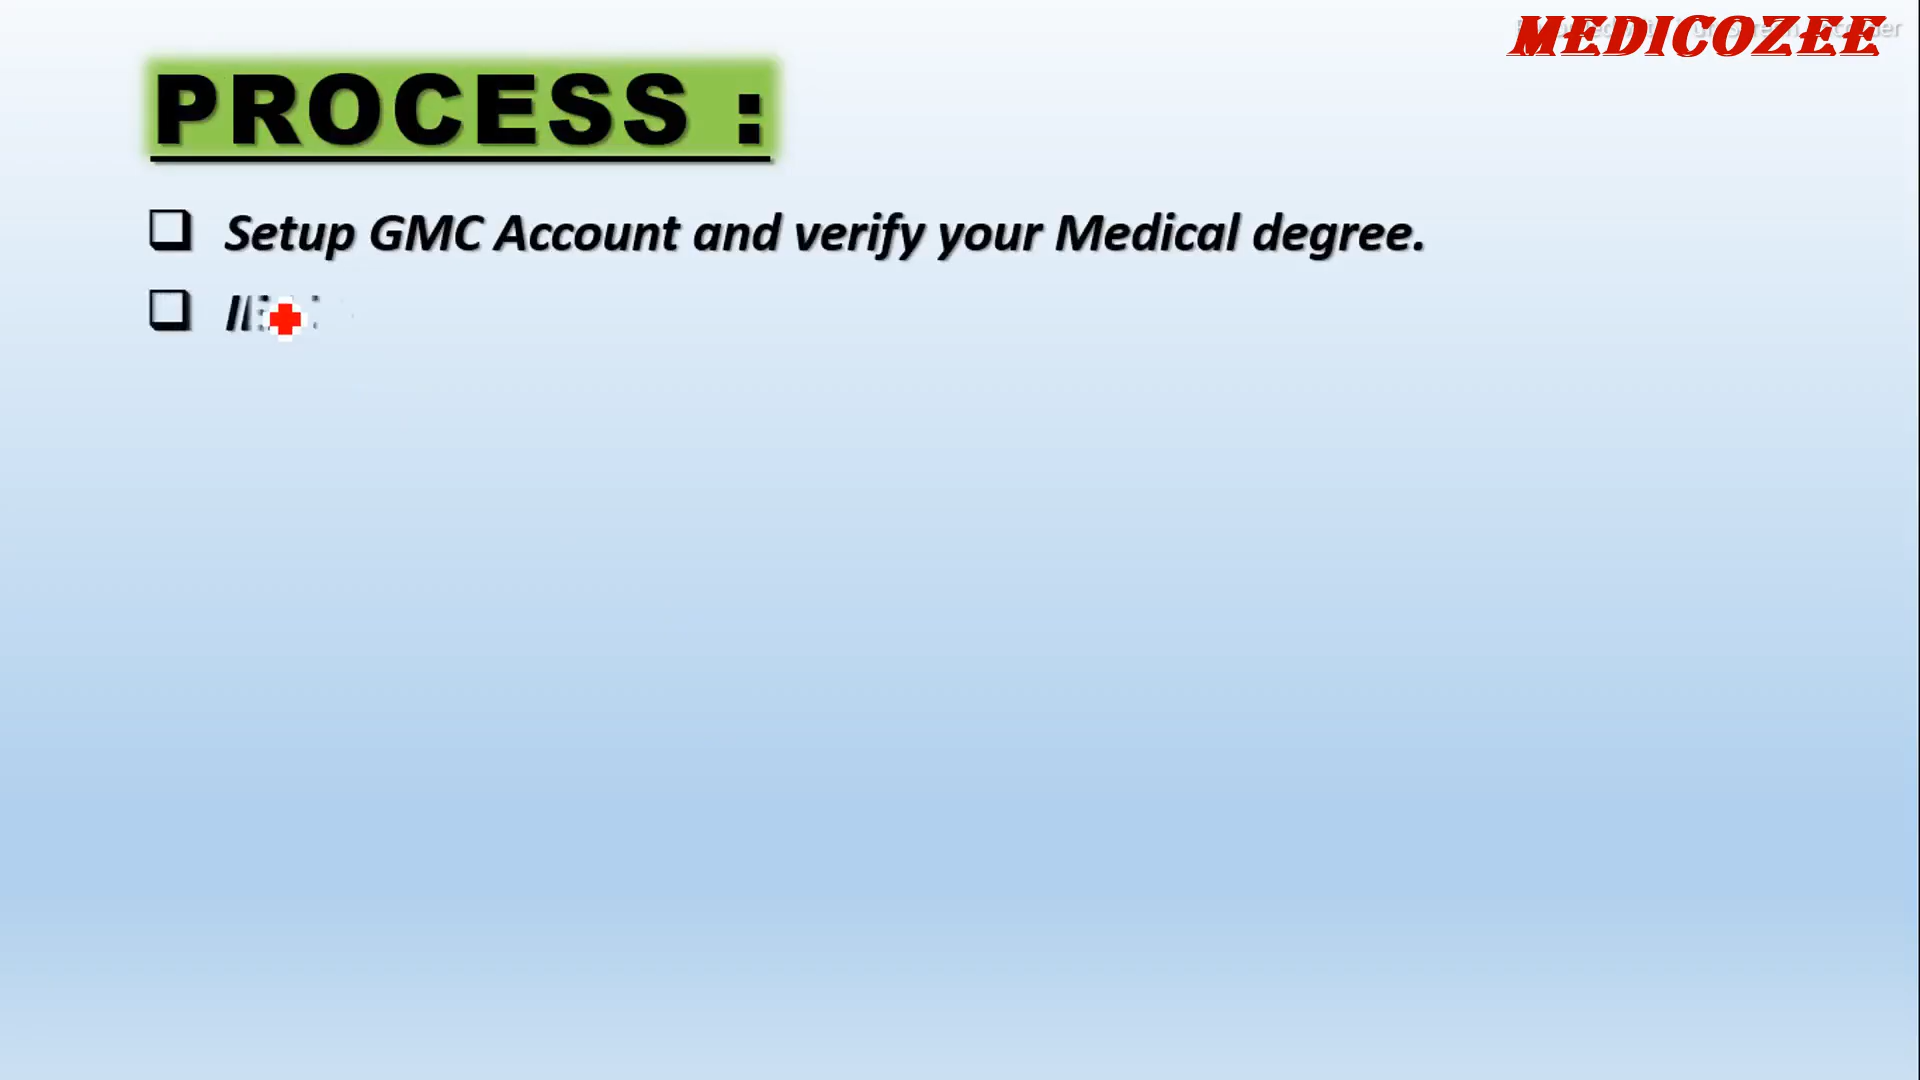 MEDICOZEE
PROCESS :
Setup GMC Account and verify your Medical degree.